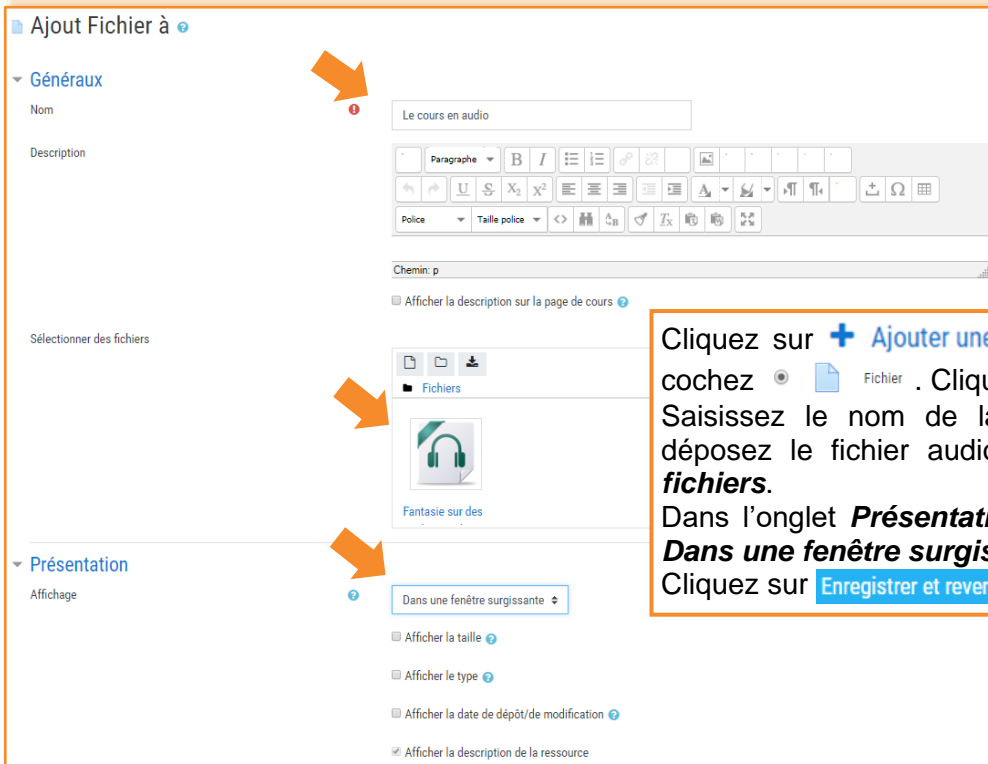 Ajout Fichier à
Généraux
Nom
Le cours en audio
Description
Paragraphe
B I
U S X₂ X²
A
Police Taille police
Chemin: p
Afficher la description sur la page de cours
Sélectionner des fichiers
Fichiers
Fantasie sur des
Présentation
Affichage
Dans une fenêtre surgissante
Afficher la taille
Afficher le type
Afficher la date de dépôt/de modification
Afficher la description de la ressource
Cliquez sur + Ajouter une
cochez Fichier . Cliqu
Saisissez le nom de la
déposez le fichier audio
fichiers.
Dans l’onglet Présentati
Dans une fenêtre surgis
Cliquez sur Enregistrer et reven